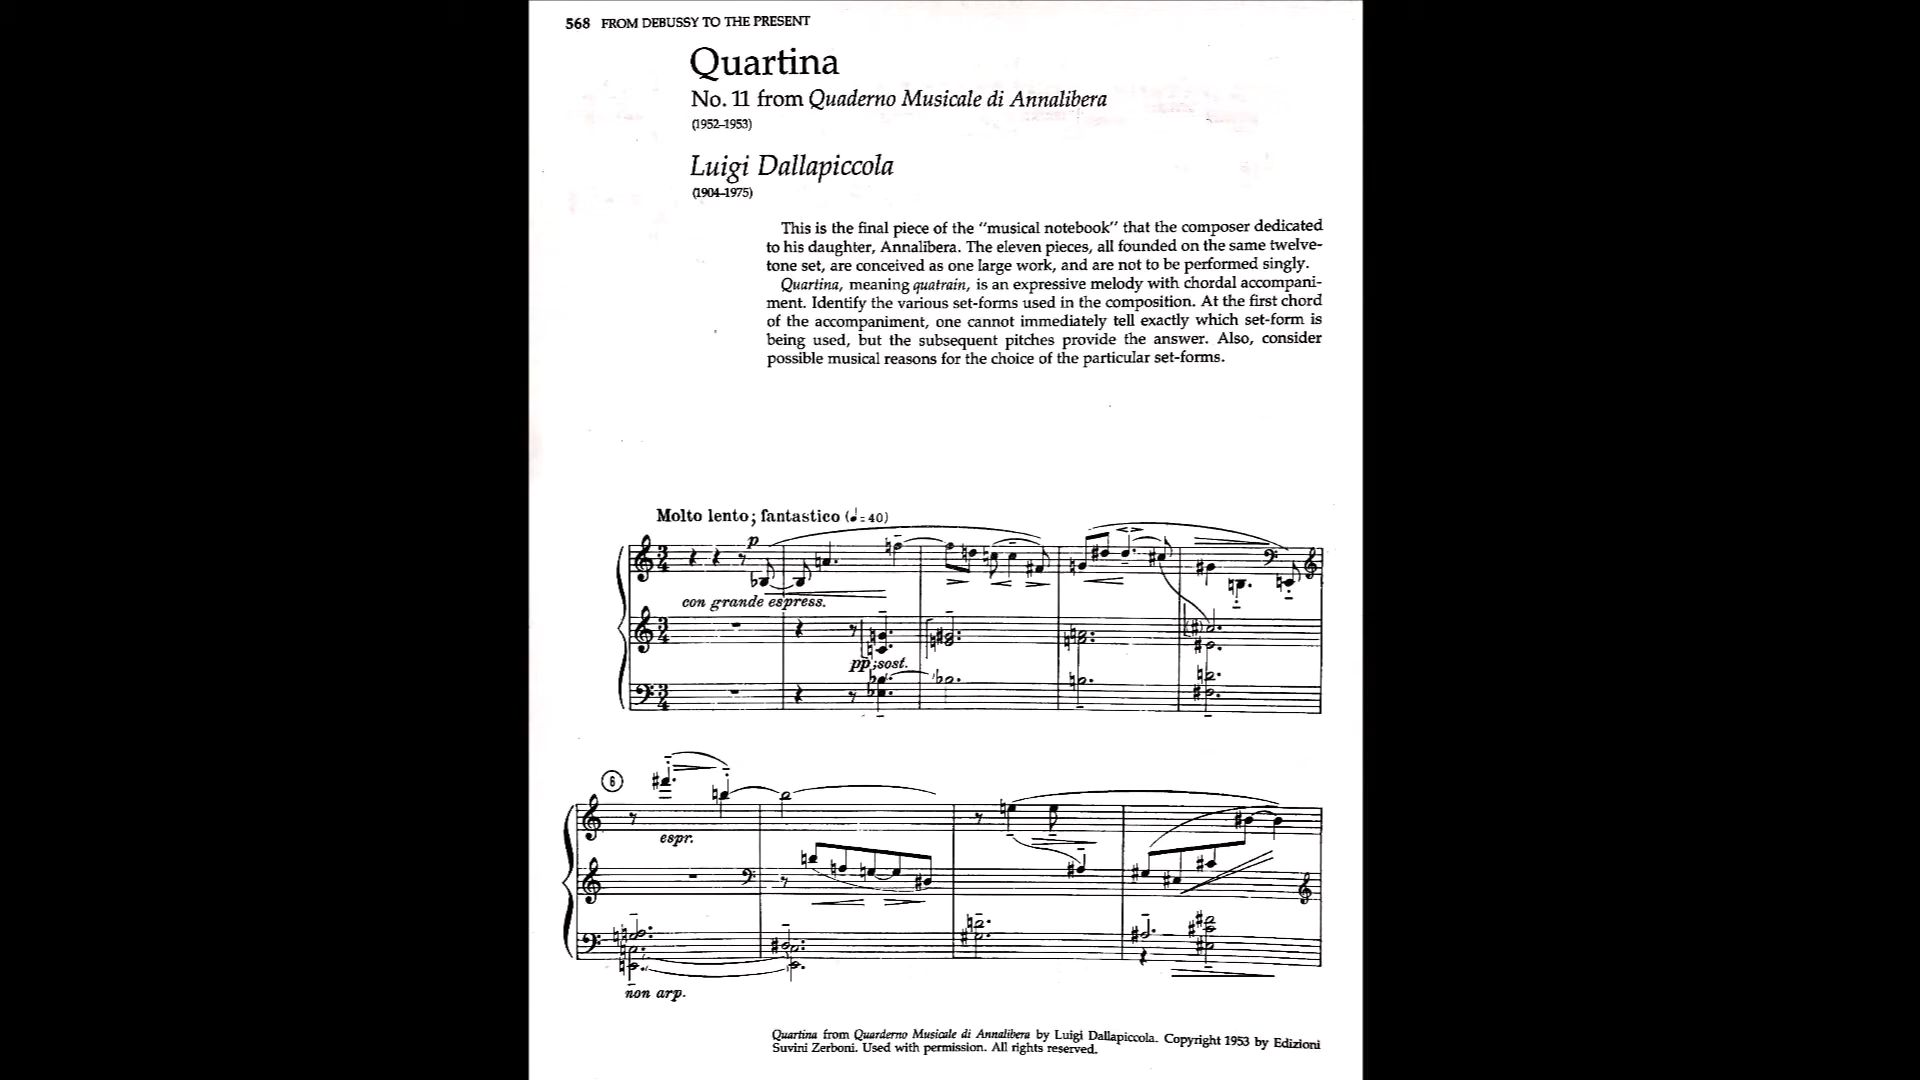 568 FROM DEBUSSY TO THE PRESENT
Quartina
No. 11 from Quaderno Musicale di Annalibera
(1952–1953)
Luigi Dallapiccola
(1904–1975)
This is the final piece of the “musical notebook” that the composer dedicated
to his daughter, Annalibera. The eleven pieces, all founded on the same twelve-
tone set, are conceived as one large work, and are not to be performed singly.
Quartina, meaning quatrain, is an expressive melody with chordal accompani-
ment. Identify the various set-forms used in the composition. At the first chord
of the accompaniment, one cannot immediately tell exactly which set-form is
being used, but the subsequent pitches provide the answer. Also, consider
possible musical reasons for the choice of the particular set-forms.
Molto lento; fantastico (♩=40)
p
con grande espress.
pp; sost.
6
espr.
non arp.
Quartina from Quarderno Musicale di Annalibera by Luigi Dallapiccola. Copyright 1953 by Edizioni
Suvini Zerboni. Used with permission. All rights reserved.